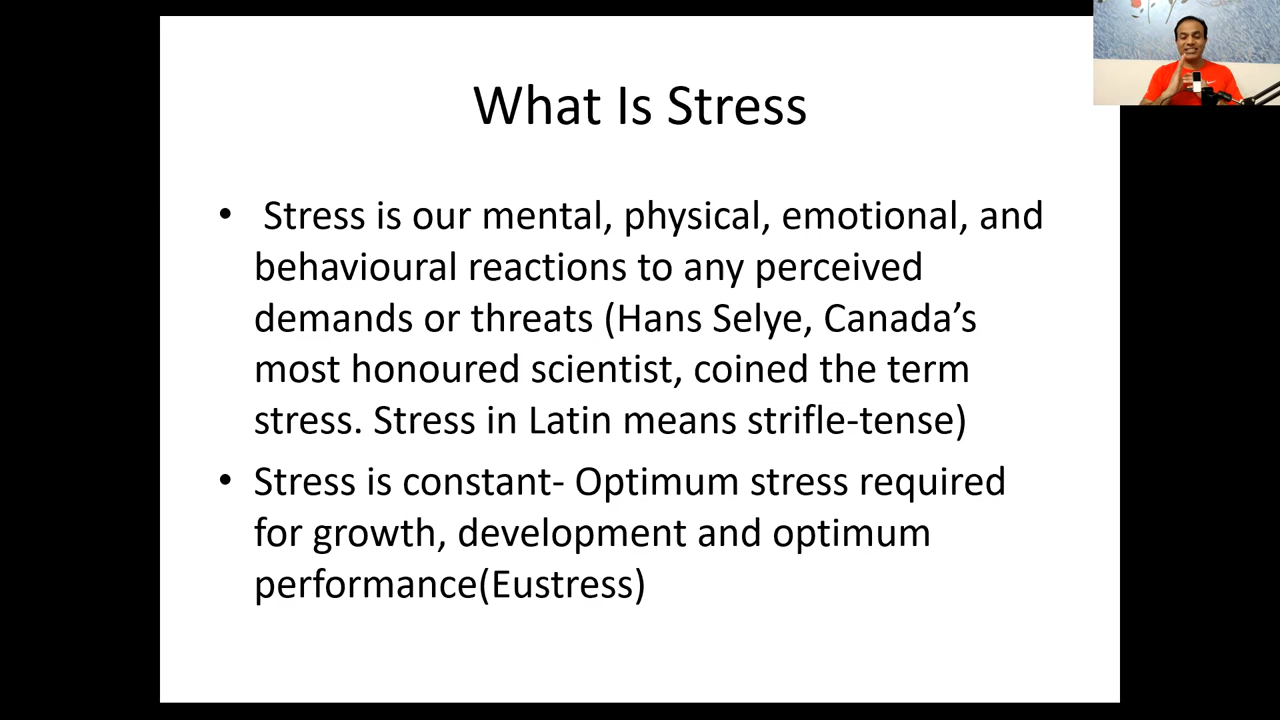 What Is Stress
• Stress is our mental, physical, emotional, and
behavioural reactions to any perceived
demands or threats (Hans Selye, Canada’s
most honoured scientist, coined the term
stress. Stress in Latin means strifle-tense)
• Stress is constant- Optimum stress required
for growth, development and optimum
performance(Eustress)